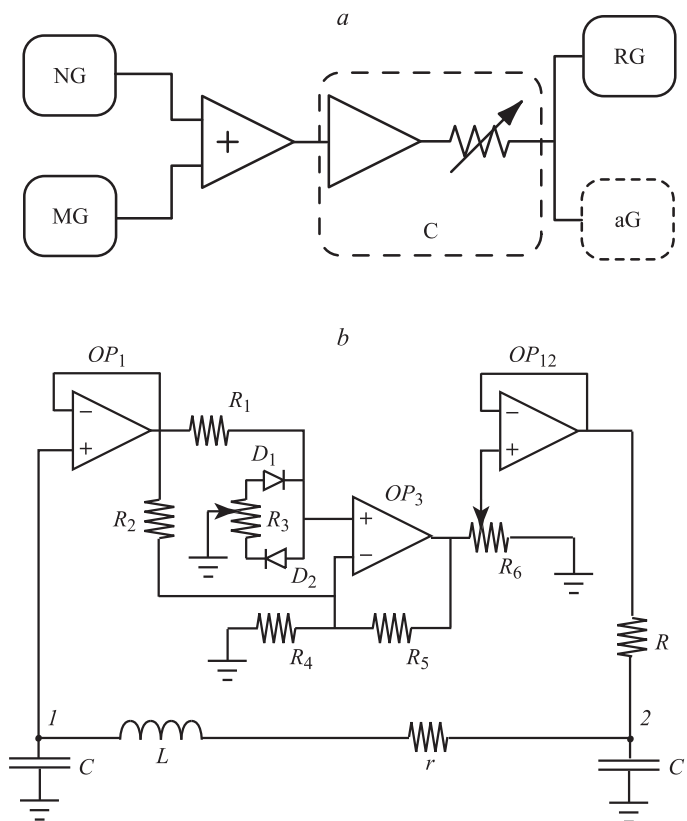 a
NG
RG
+
MG
C
aG
b
OP₁
OP₁₂
R₁
D₁
OP₃
R₂
R₃
D₂
R₆
R₄
R₅
R
1
2
C
L
r
C